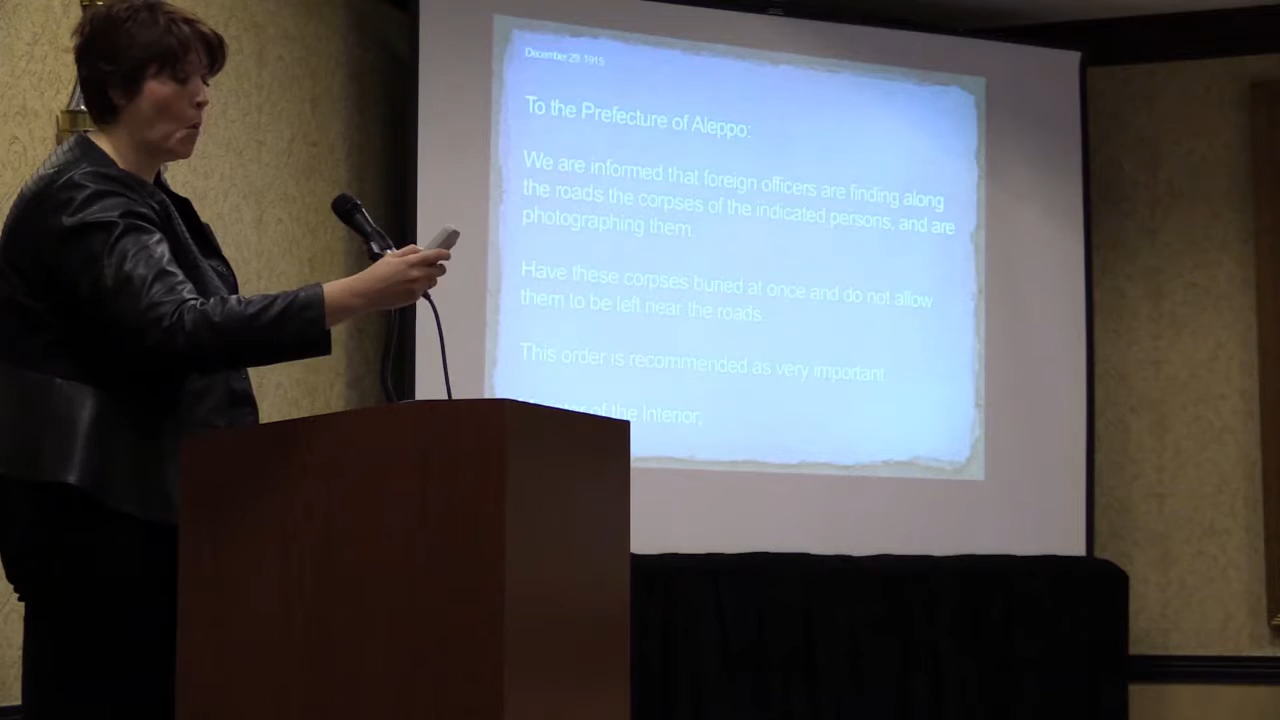 December 29, 1915
To the Prefecture of Aleppo:
We are informed that foreign officers are finding along
the roads the corpses of the indicated persons, and are
photographing them.
Have these corpses buried at once and do not allow
them to be left near the roads.
This order is recommended as very important.
of the Interior,